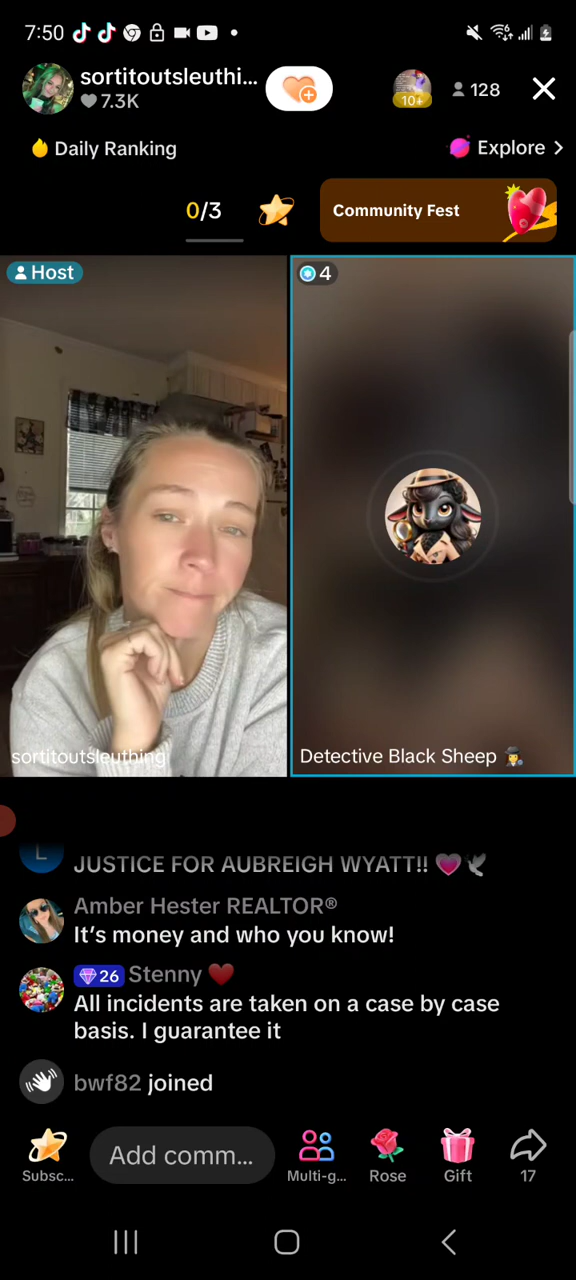 7:50
sortitoutsleuthi...
7.3K
10+
128
Daily Ranking
Explore >
0/3
Community Fest
Host
4
sortitoutsleuthing
Detective Black Sheep
L
JUSTICE FOR AUBREIGH WYATT!!
Amber Hester REALTOR®
It's money and who you know!
26 Stenny
All incidents are taken on a case by case
basis. I guarantee it
bwf82 joined
Add comm...
Subsc...
Multi-g...
Rose
Gift
17